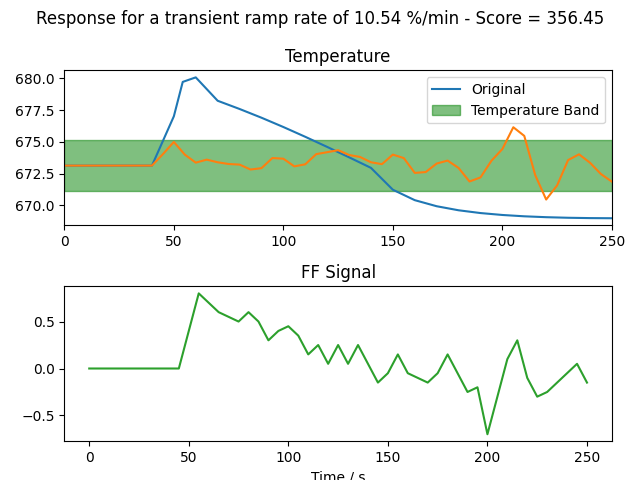 Response for a transient ramp rate of 10.54 %/min - Score = 356.45
Temperature
680.0
677.5
675.0
672.5
670.0
Original
Temperature Band
0 50 100 150 200 250
FF Signal
0.5
0.0
−0.5
0 50 100 150 200 250
Time / s